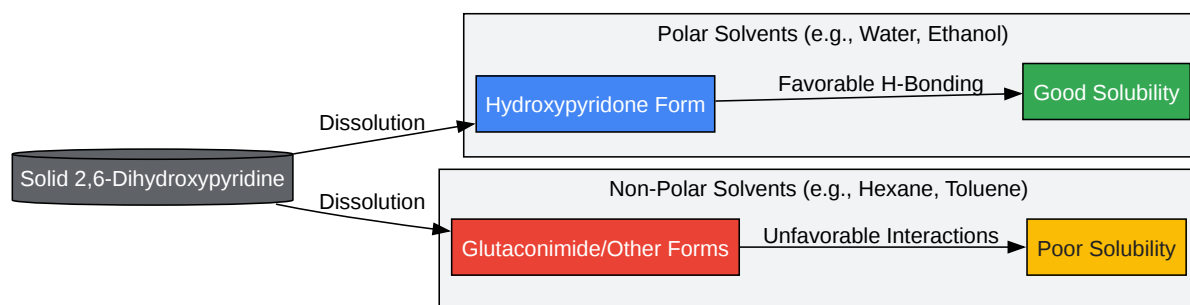 Polar Solvents (e.g., Water, Ethanol)
Hydroxypyridone Form
Favorable H-Bonding
Good Solubility
Dissolution
Solid 2,6-Dihydroxypyridine
Dissolution
Non-Polar Solvents (e.g., Hexane, Toluene)
Glutaconimide/Other Forms
Unfavorable Interactions
Poor Solubility